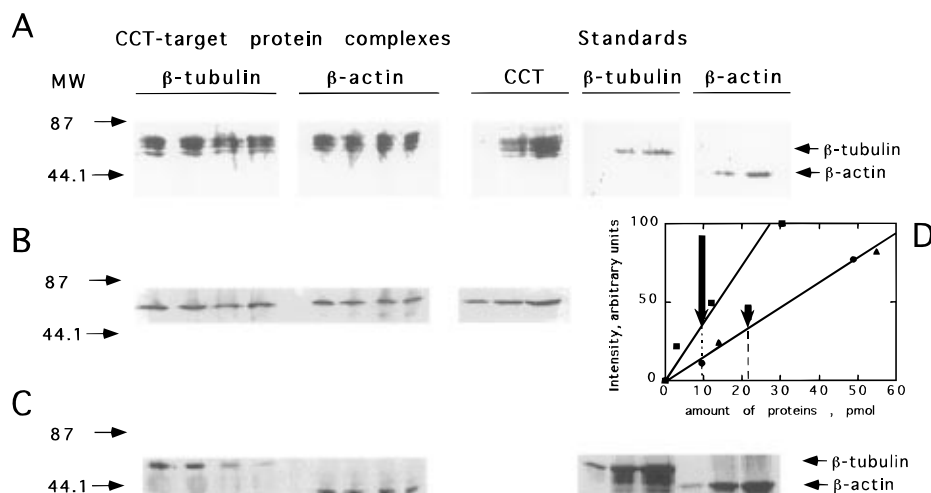 A
CCT-target protein complexes
Standards
MW
β-tubulin
β-actin
CCT
β-tubulin
β-actin
87
44.1
β-tubulin
β-actin
B
87
44.1
D
Intensity, arbitrary units
100
50
0
0 10 20 30 40 50 60
amount of proteins , pmol
C
87
44.1
β-tubulin
β-actin